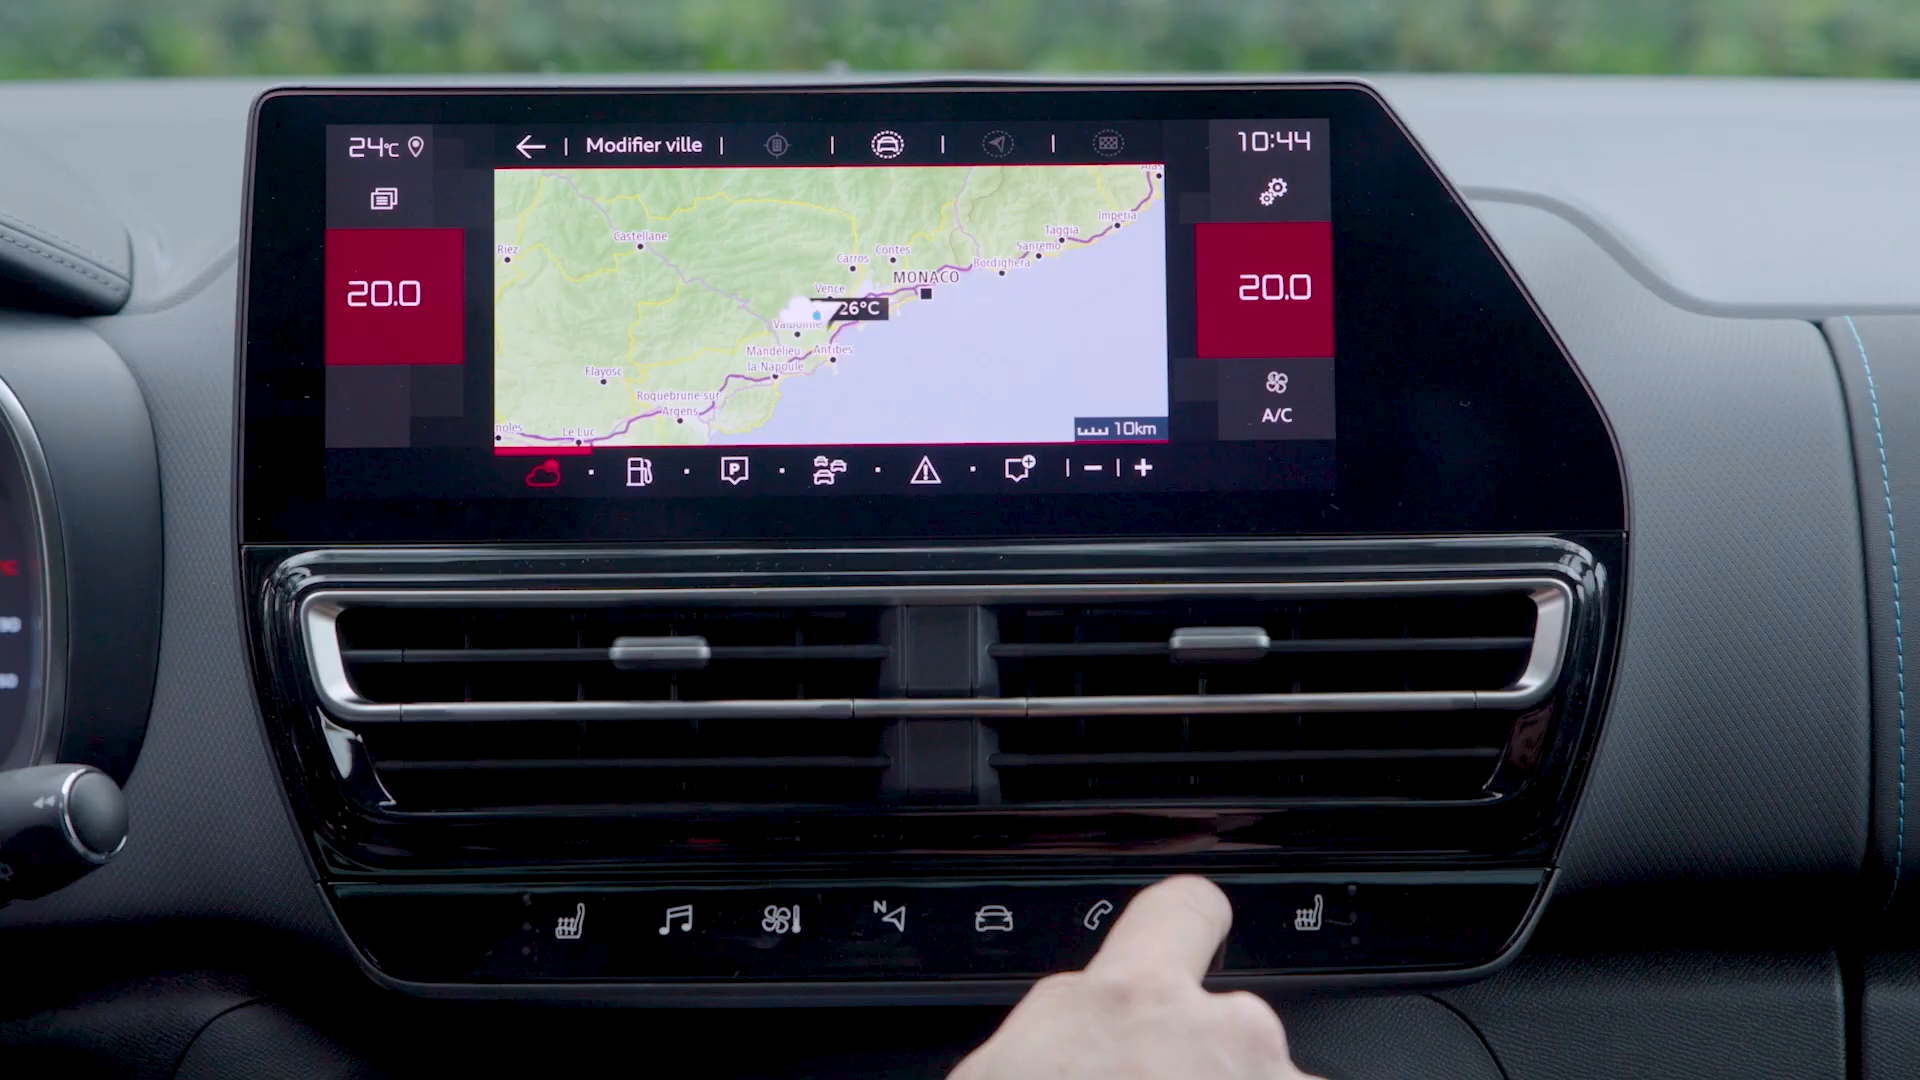 24°C
Modifier ville
10:44
20.0
20.0
A/C
Riez
Castellane
Carros
Contes
MONACO
Vence
26°C
Mandelieu-
la-Napoule
Antibes
Flayosc
Roquebrune-sur-
Argens
Le Luc
Bordighera
Sanremo
Taggia
Imperia
10km
P
N